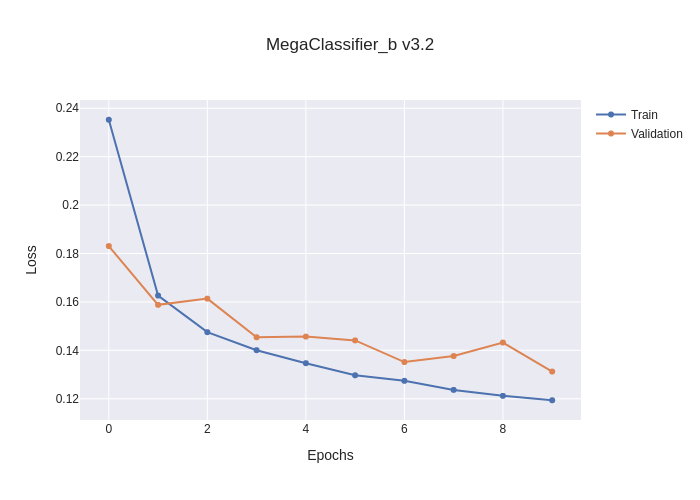 MegaClassifier_b v3.2
0.24
0.22
0.2
0.18
0.16
0.14
0.12
Loss
0
2
4
6
8
Epochs
Train
Validation